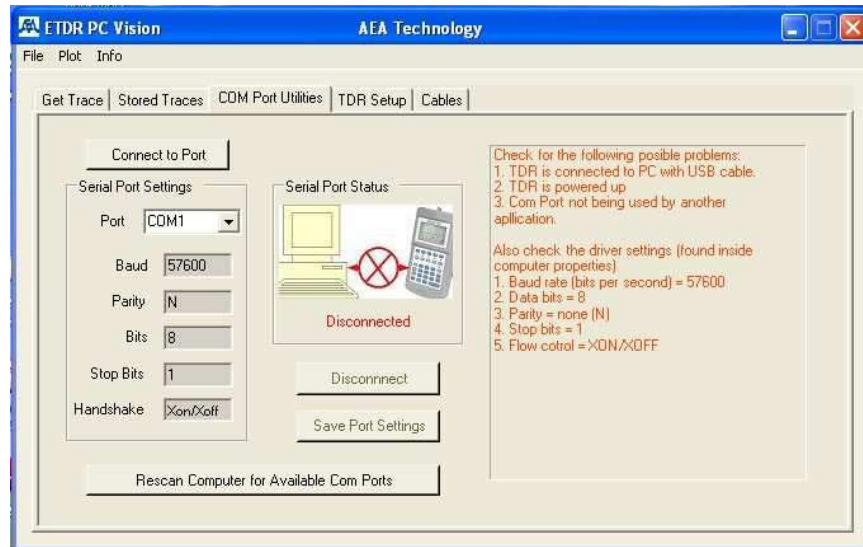 ETDR PC Vision AEA Technology
File Plot Info
Get Trace Stored Traces COM Port Utilities TDR Setup Cables
Connect to Port
Serial Port Settings
Port COM1
Baud 57600
Parity N
Bits 8
Stop Bits 1
Handshake Xon/Xoff
Serial Port Status
Disconnected
Disconnnect
Save Port Settings
Rescan Computer for Available Com Ports
Check for the following posible problems:
1. TDR is connected to PC with USB cable.
2. TDR is powered up
3. Com Port not being used by another
apllication.
Also check the driver settings (found inside
computer properties)
1. Baud rate (bits per second) = 57600
2. Data bits = 8
3. Parity = none (N)
4. Stop bits = 1
5. Flow cotrol = XON/XOFF